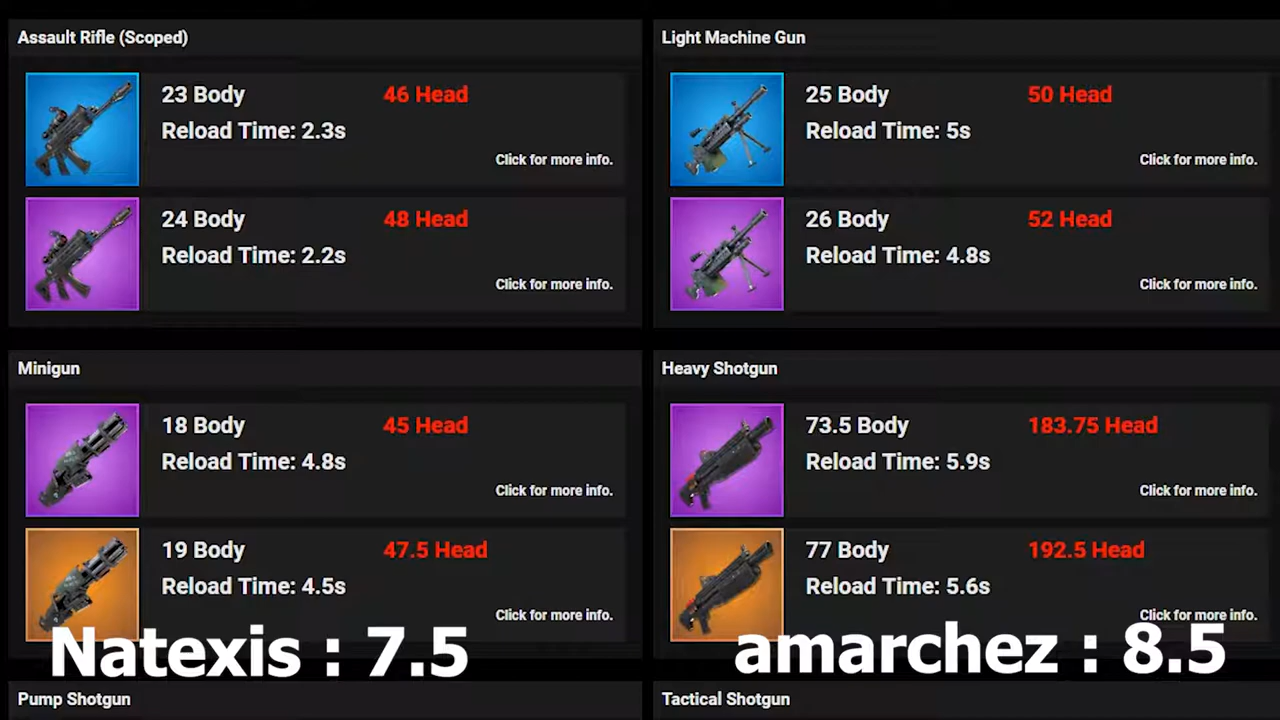 Assault Rifle (Scoped)
23 Body 46 Head
Reload Time: 2.3s
Click for more info.
24 Body 48 Head
Reload Time: 2.2s
Click for more info.
Light Machine Gun
25 Body 50 Head
Reload Time: 5s
Click for more info.
26 Body 52 Head
Reload Time: 4.8s
Click for more info.
Minigun
18 Body 45 Head
Reload Time: 4.8s
Click for more info.
19 Body 47.5 Head
Reload Time: 4.5s
Click for more info.
Heavy Shotgun
73.5 Body 183.75 Head
Reload Time: 5.9s
Click for more info.
77 Body 192.5 Head
Reload Time: 5.6s
Click for more info.
Natexis : 7.5
amarchez : 8.5
Pump Shotgun
Tactical Shotgun